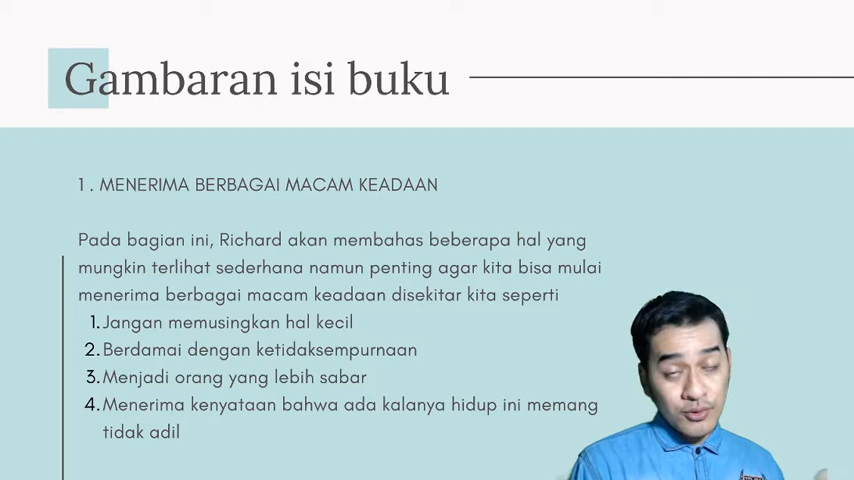 Gambaran isi buku
1 . MENERIMA BERBAGAI MACAM KEADAAN
Pada bagian ini, Richard akan membahas beberapa hal yang
mungkin terlihat sederhana namun penting agar kita bisa mulai
menerima berbagai macam keadaan disekitar kita seperti
1. Jangan memusingkan hal kecil
2. Berdamai dengan ketidaksempurnaan
3. Menjadi orang yang lebih sabar
4. Menerima kenyataan bahwa ada kalanya hidup ini memang
tidak adil